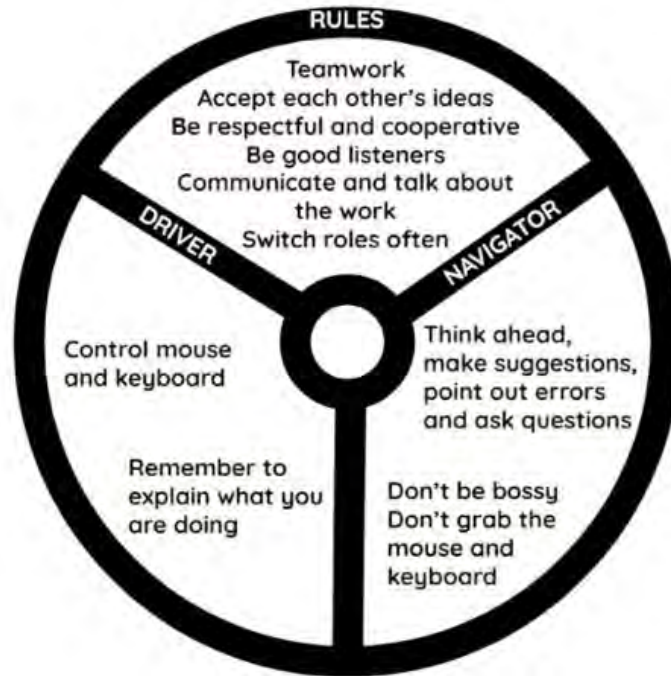 RULES
Teamwork
Accept each other's ideas
Be respectful and cooperative
Be good listeners
Communicate and talk about
the work
Switch roles often
DRIVER
Control mouse
and keyboard
Remember to
explain what you
are doing
NAVIGATOR
Think ahead,
make suggestions,
point out errors
and ask questions
Don't be bossy
Don't grab the
mouse and
keyboard